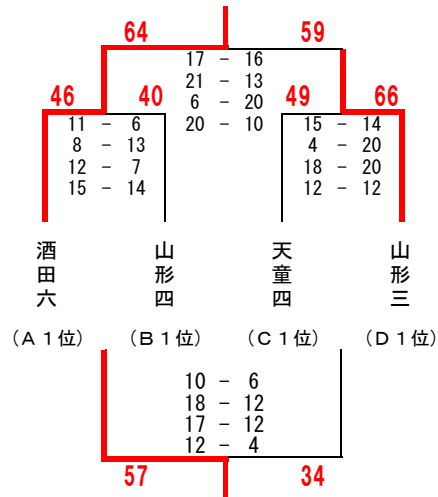 64 59
17 － 16
21 － 13
6 － 20
20 － 10
46 40 49 66
11 － 6
8 － 13
12 － 7
15 － 14
15 － 14
4 － 20
18 － 20
12 － 12
酒田六
山形四
天童四
山形三
（Ａ１位） （Ｂ１位） （Ｃ１位） （Ｄ１位）
10 － 6
18 － 12
17 － 12
12 － 4
57 34